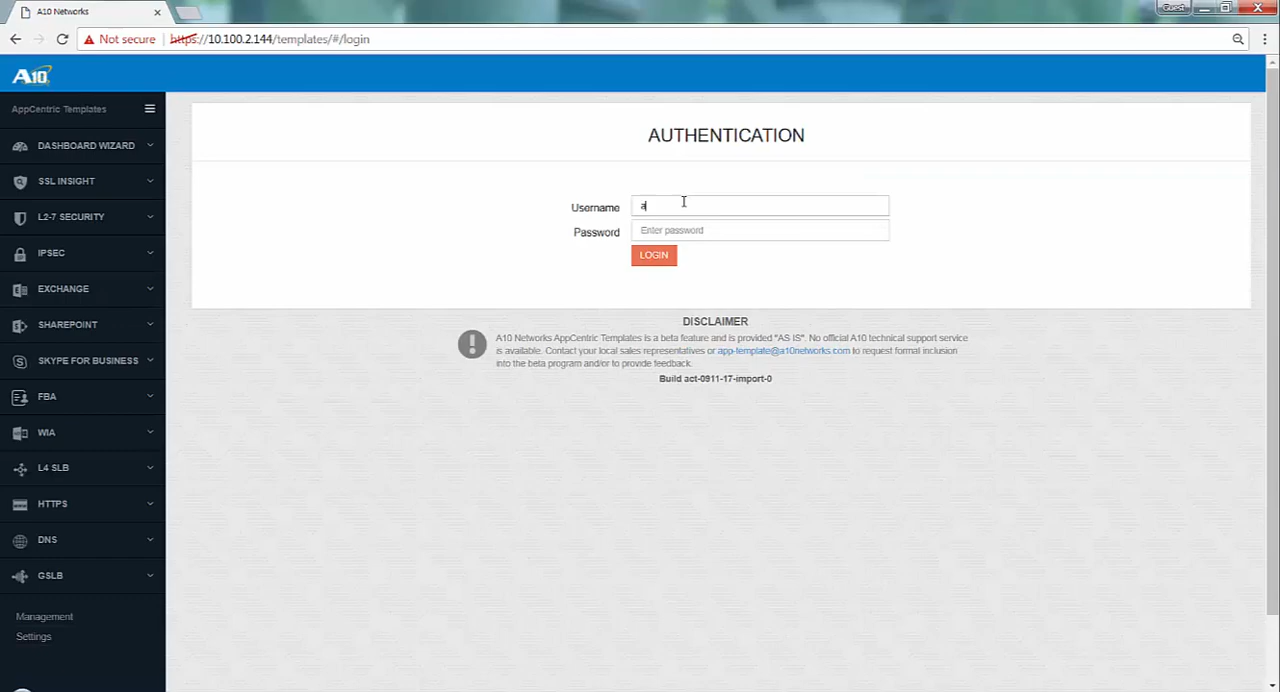 A10 Networks
Guest
Not secure
https://10.100.2.144/templates/#/login
A10
AppCentric Templates
DASHBOARD WIZARD
SSL INSIGHT
L2-7 SECURITY
IPSEC
EXCHANGE
SHAREPOINT
SKYPE FOR BUSINESS
FBA
WIA
L4 SLB
HTTPS
DNS
GSLB
Management
Settings
AUTHENTICATION
Username a
Password Enter password
LOGIN
DISCLAIMER
A10 Networks AppCentric Templates is a beta feature and is provided "AS IS". No official A10 technical support service
is available. Contact your local sales representatives or app-template@a10networks.com to request formal inclusion
into the beta program and/or to provide feedback.
Build act-0911-17-import-0